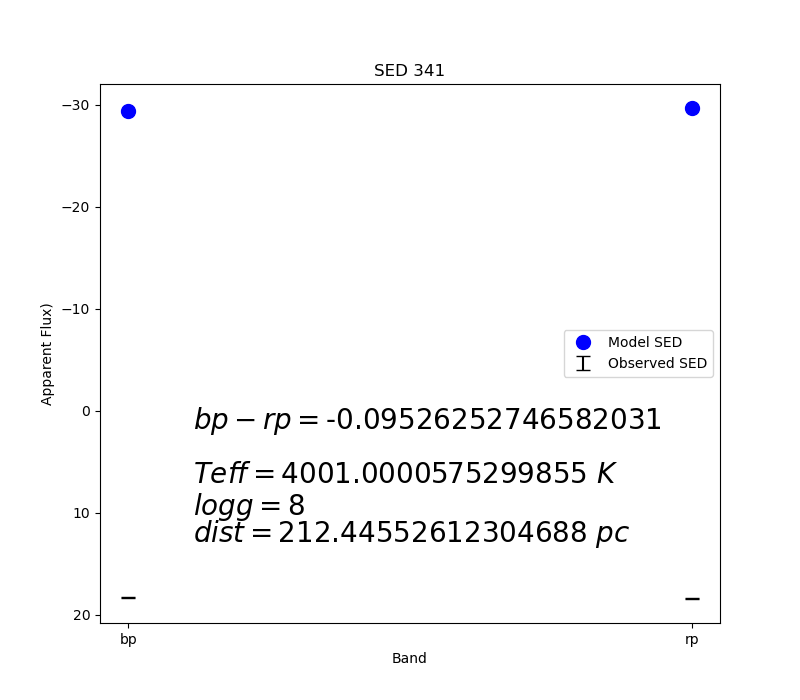 SED 341
−30
−20
−10
0
10
20
Apparent Flux)
Model SED
Observed SED
bp − rp = -0.09526252746582031
Teff = 4001.0000575299855 K
logg = 8
dist = 212.44552612304688 pc
bp
rp
Band